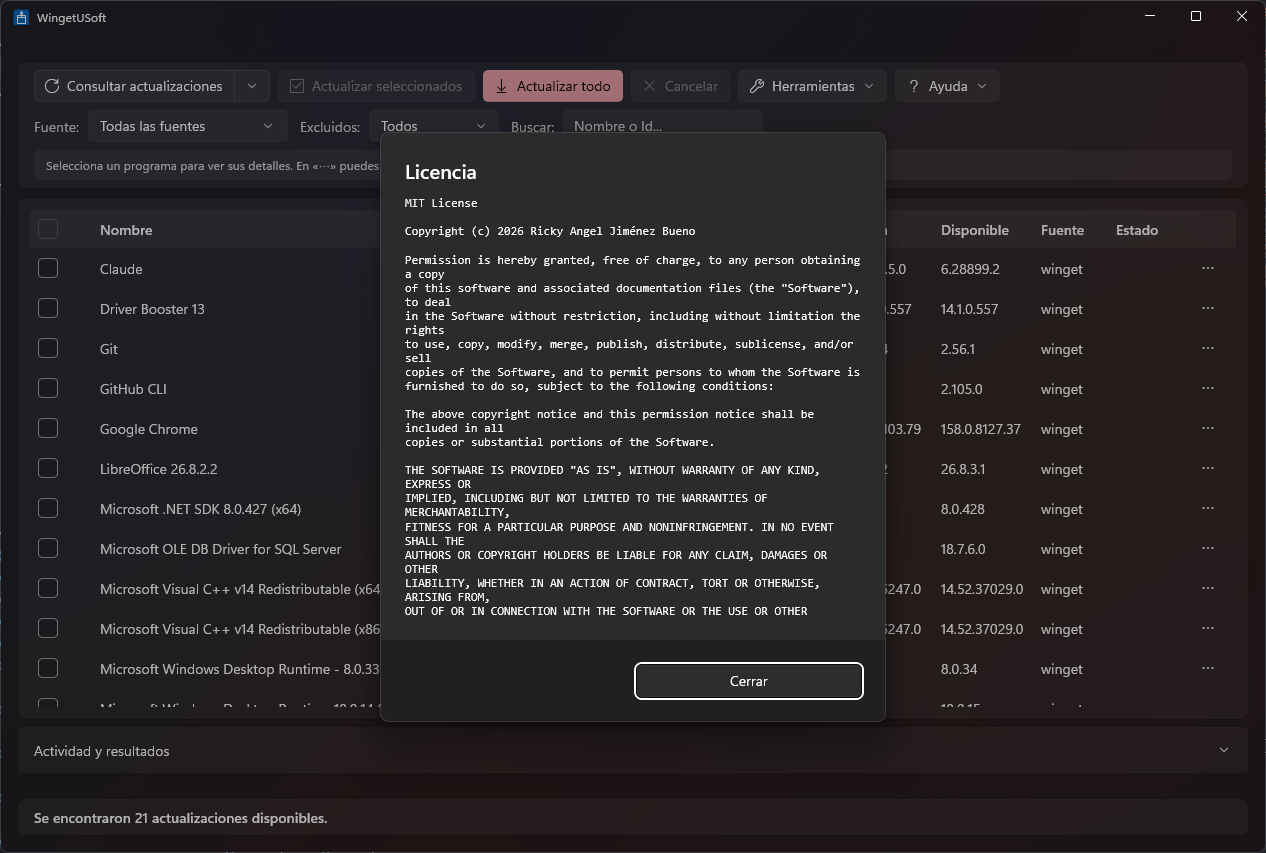 WingetUSoft
Consultar actualizaciones
Actualizar seleccionados
Actualizar todo
Cancelar
Herramientas
? Ayuda
Fuente:
Todas las fuentes
Excluidos:
Todos
Buscar:
Nombre o Id...
Selecciona un programa para ver sus detalles. En «···» puedes
Licencia
MIT License
Copyright (c) 2026 Ricky Angel Jiménez Bueno
Permission is hereby granted, free of charge, to any person obtaining
a copy
of this software and associated documentation files (the "Software"),
to deal
in the Software without restriction, including without limitation the
rights
to use, copy, modify, merge, publish, distribute, sublicense, and/or
sell
copies of the Software, and to permit persons to whom the Software is
furnished to do so, subject to the following conditions:
The above copyright notice and this permission notice shall be
included in all
copies or substantial portions of the Software.
THE SOFTWARE IS PROVIDED "AS IS", WITHOUT WARRANTY OF ANY KIND,
EXPRESS OR
IMPLIED, INCLUDING BUT NOT LIMITED TO THE WARRANTIES OF
MERCHANTABILITY,
FITNESS FOR A PARTICULAR PURPOSE AND NONINFRINGEMENT. IN NO EVENT
SHALL THE
AUTHORS OR COPYRIGHT HOLDERS BE LIABLE FOR ANY CLAIM, DAMAGES OR
OTHER
LIABILITY, WHETHER IN AN ACTION OF CONTRACT, TORT OR OTHERWISE,
ARISING FROM,
OUT OF OR IN CONNECTION WITH THE SOFTWARE OR THE USE OR OTHER
Cerrar
Nombre Disponible Fuente Estado
Claude .5.0 6.28899.2 winget ···
Driver Booster 13 .557 14.1.0.557 winget ···
Git 2.56.1 winget ···
GitHub CLI 2.105.0 winget ···
Google Chrome 03.79 158.0.8127.37 winget ···
LibreOffice 26.8.2.2 26.8.3.1 winget ···
Microsoft .NET SDK 8.0.427 (x64) 8.0.428 winget ···
Microsoft OLE DB Driver for SQL Server 18.7.6.0 winget ···
Microsoft Visual C++ v14 Redistributable (x64 247.0 14.52.37029.0 winget ···
Microsoft Visual C++ v14 Redistributable (x86 247.0 14.52.37029.0 winget ···
Microsoft Windows Desktop Runtime - 8.0.33 8.0.34 winget ···
Actividad y resultados
Se encontraron 21 actualizaciones disponibles.